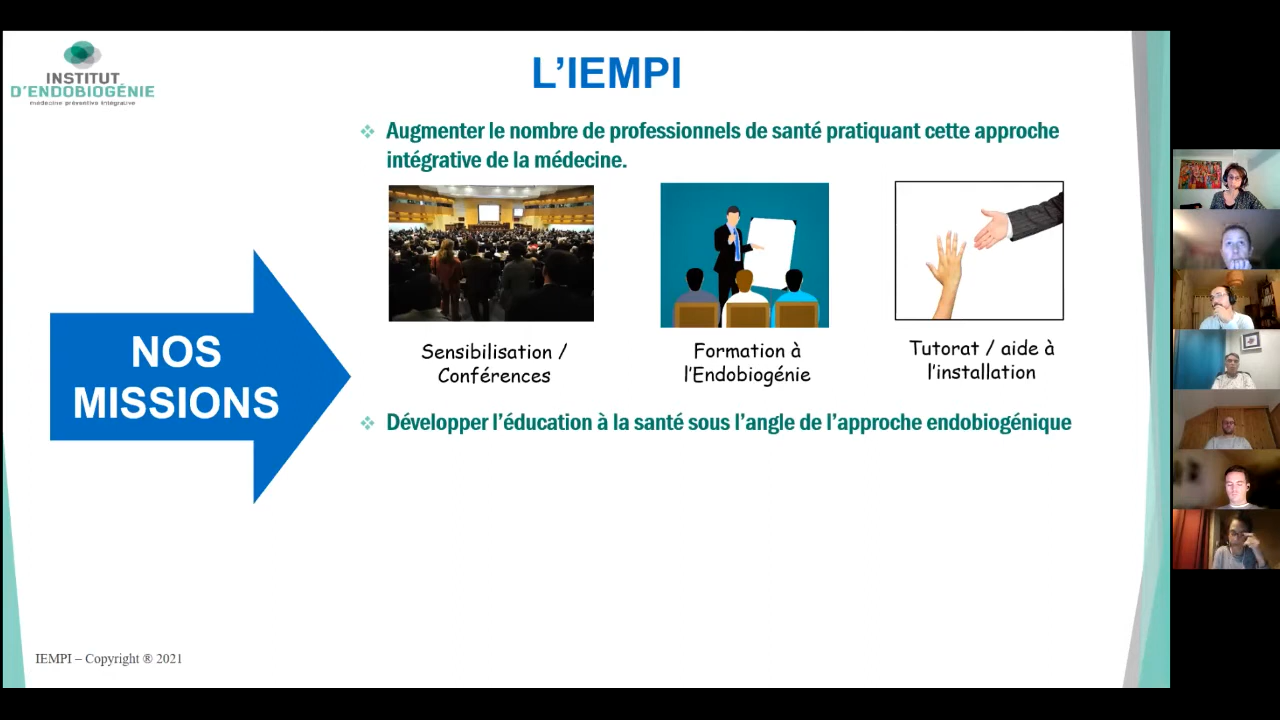 INSTITUT
D'ENDOBIOGÉNIE
médecine préventive intégrative
L'IEMPI
Augmenter le nombre de professionnels de santé pratiquant cette approche
intégrative de la médecine.
NOS
MISSIONS
Sensibilisation /
Conférences
Formation à
l'Endobiogénie
Tutorat / aide à
l'installation
Développer l'éducation à la santé sous l'angle de l'approche endobiogénique
IEMPI – Copyright ® 2021